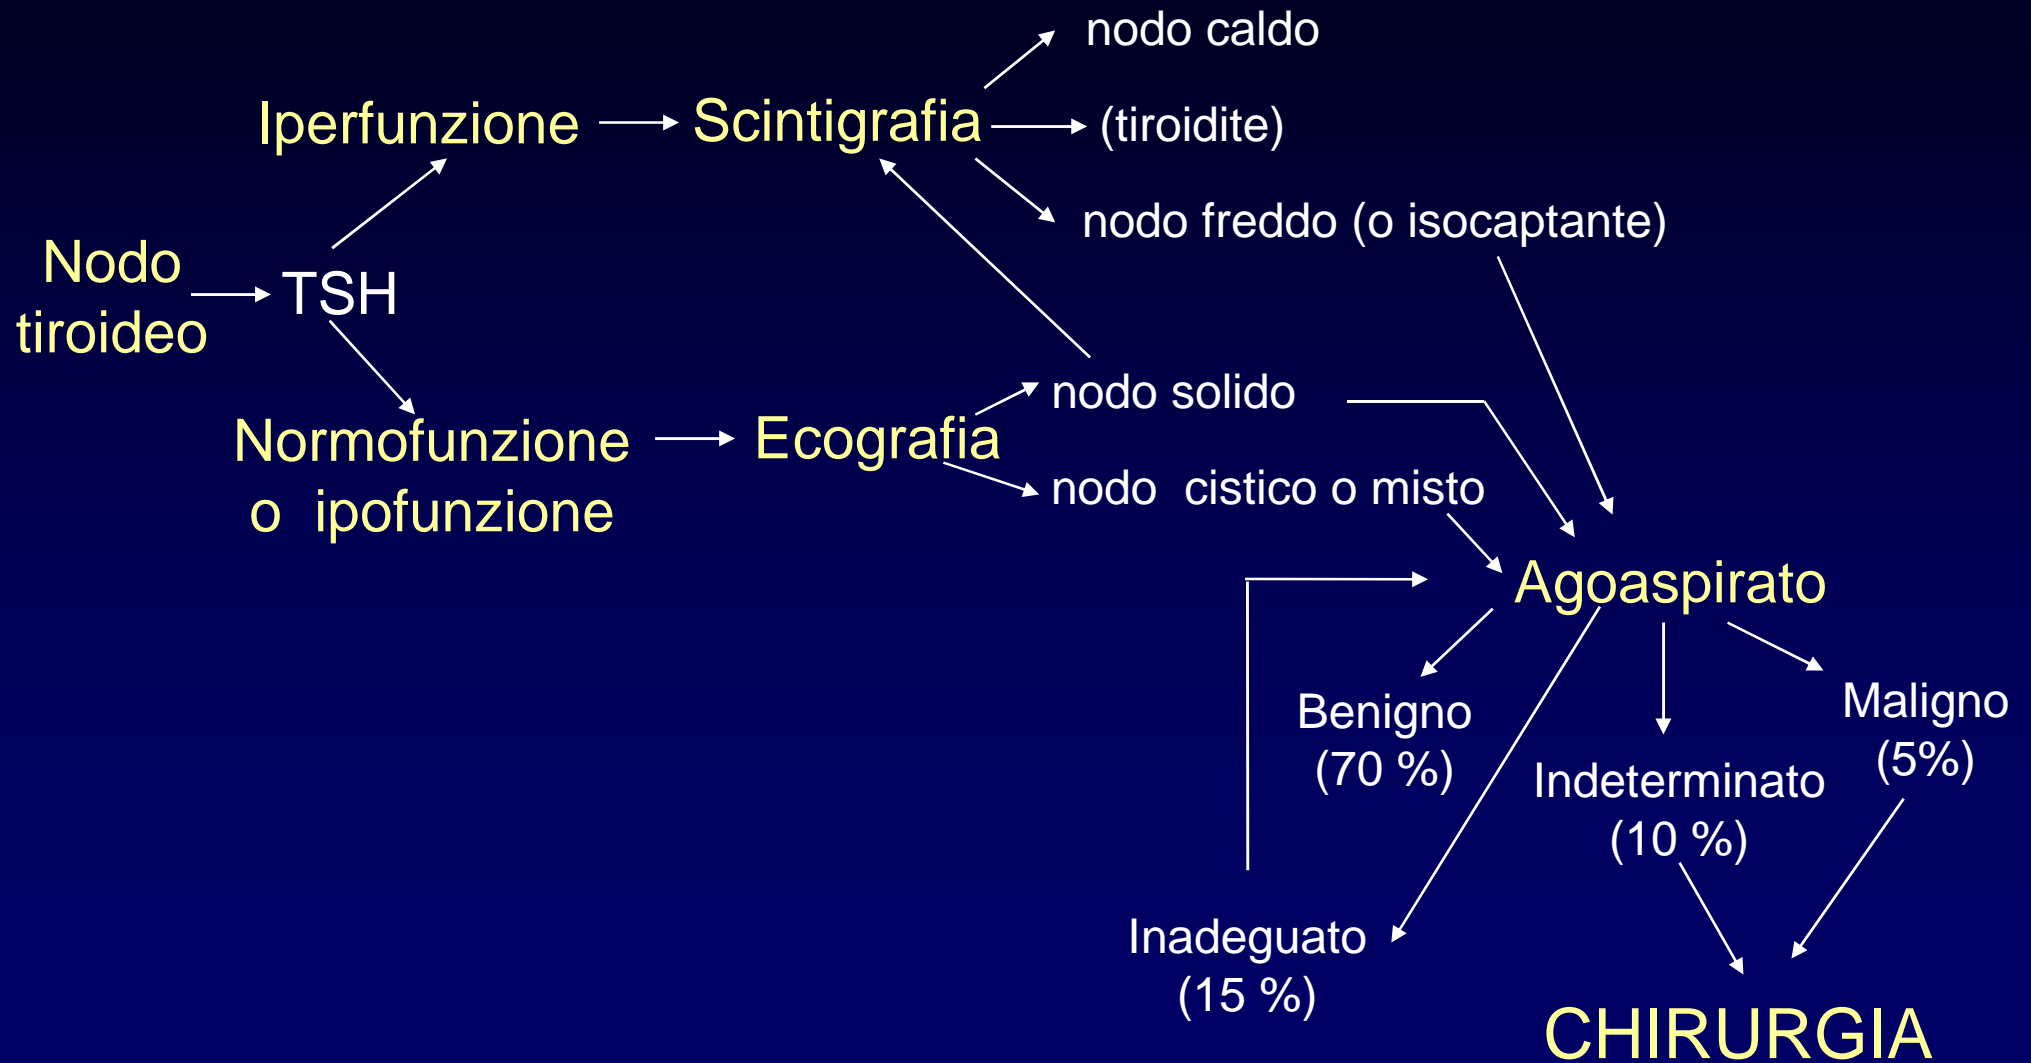 nodo caldo
Iperfunzione
Scintigrafia
(tiroidite)
nodo freddo (o isocaptante)
Nodo
tiroideo
TSH
nodo solido
Normofunzione
o ipofunzione
Ecografia
nodo cistico o misto
Agoaspirato
Benigno
(70 %)
Indeterminato
(10 %)
Maligno
(5%)
Inadeguato
(15 %)
CHIRURGIA